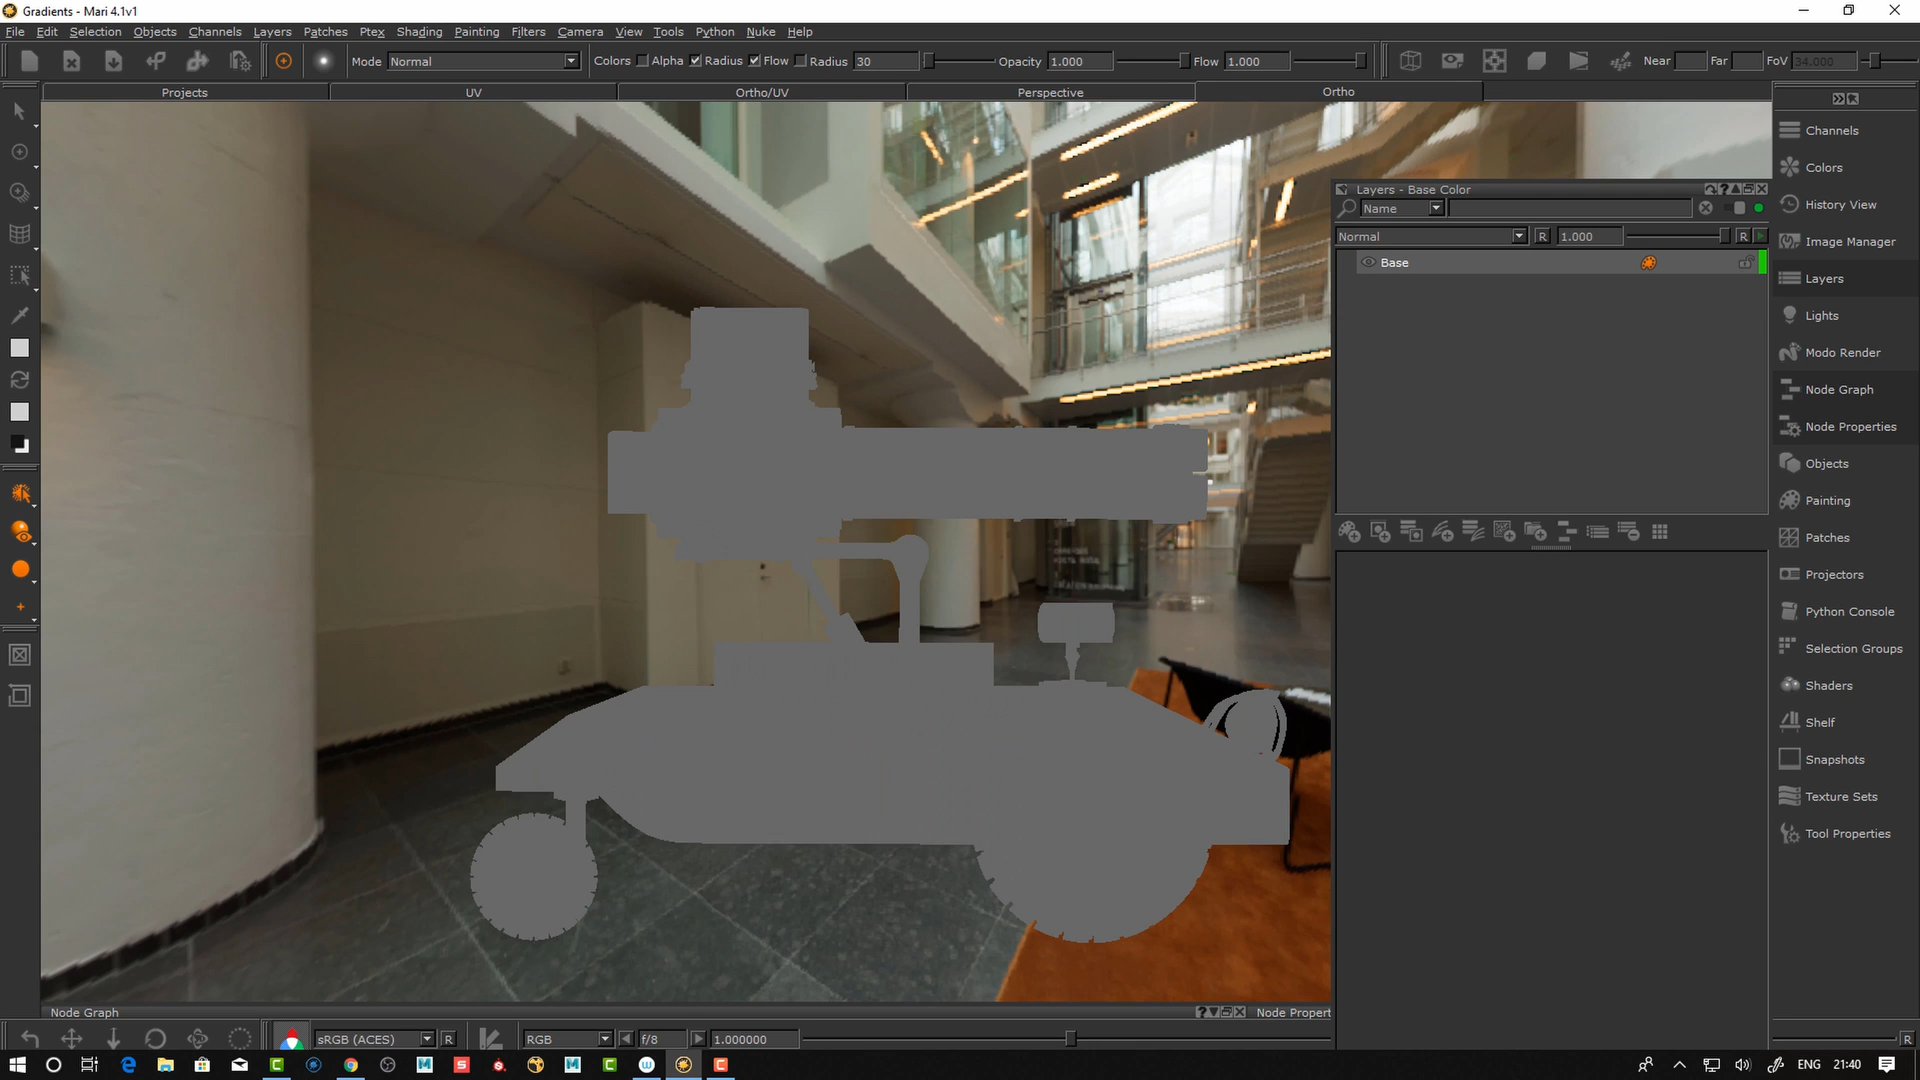 Gradients - Mari 4.1v1
File Edit Selection Objects Channels Layers Patches Ptex Shading Painting Filters Camera View Tools Python Nuke Help
Mode Normal Colors Alpha Radius Flow Radius 30 Opacity 1.000 Flow 1.000 Near Far FoV 34.000
Projects UV Ortho/UV Perspective Ortho
Layers - Base Color
Name
Normal R 1.000 R
Base
Channels
Colors
History View
Image Manager
Layers
Lights
Modo Render
Node Graph
Node Properties
Objects
Painting
Patches
Projectors
Python Console
Selection Groups
Shaders
Shelf
Snapshots
Texture Sets
Tool Properties
Node Graph Node Propert
sRGB (ACES) R RGB f/8 1.000000 R
ENG 21:40